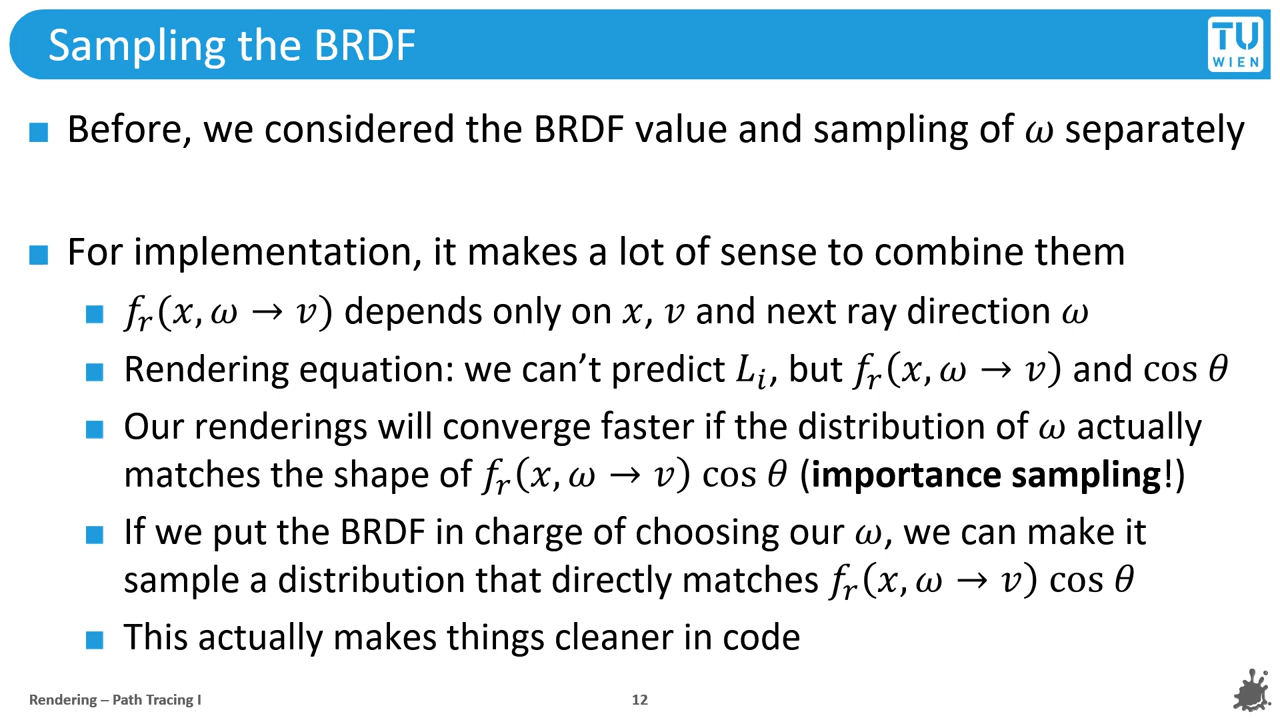 Sampling the BRDF
TU
WIEN
■ Before, we considered the BRDF value and sampling of ω separately
■ For implementation, it makes a lot of sense to combine them
■ fᵣ(x, ω → v) depends only on x, v and next ray direction ω
■ Rendering equation: we can’t predict Lᵢ, but fᵣ(x, ω → v) and cos θ
■ Our renderings will converge faster if the distribution of ω actually
matches the shape of fᵣ(x, ω → v) cos θ (importance sampling!)
■ If we put the BRDF in charge of choosing our ω, we can make it
sample a distribution that directly matches fᵣ(x, ω → v) cos θ
■ This actually makes things cleaner in code
Rendering – Path Tracing I
12